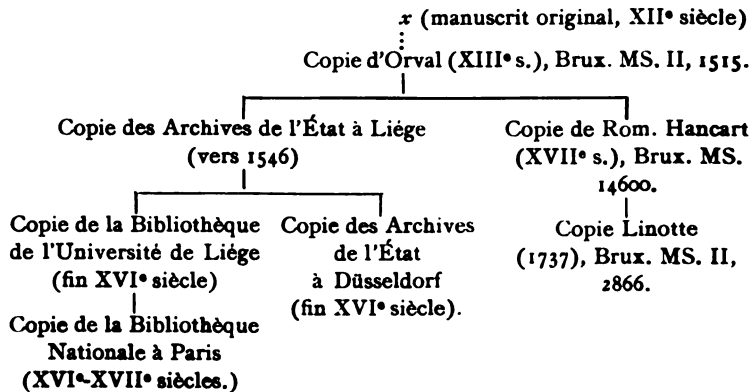 x (manuscrit original, XIIe siècle)
Copie d'Orval (XIIIe s.), Brux. MS. II, 1515.
Copie des Archives de l'État à Liége
(vers 1546)
Copie de Rom. Hancart
(XVIIe s.), Brux. MS.
14600.
Copie de la Bibliothèque
de l'Université de Liége
(fin XVIe siècle)
Copie des Archives
de l'État
à Düsseldorf
(fin XVIe siècle).
Copie Linotte
(1737), Brux. MS. II,
2866.
Copie de la Bibliothèque
Nationale à Paris
(XVIe-XVIIe siècles.)